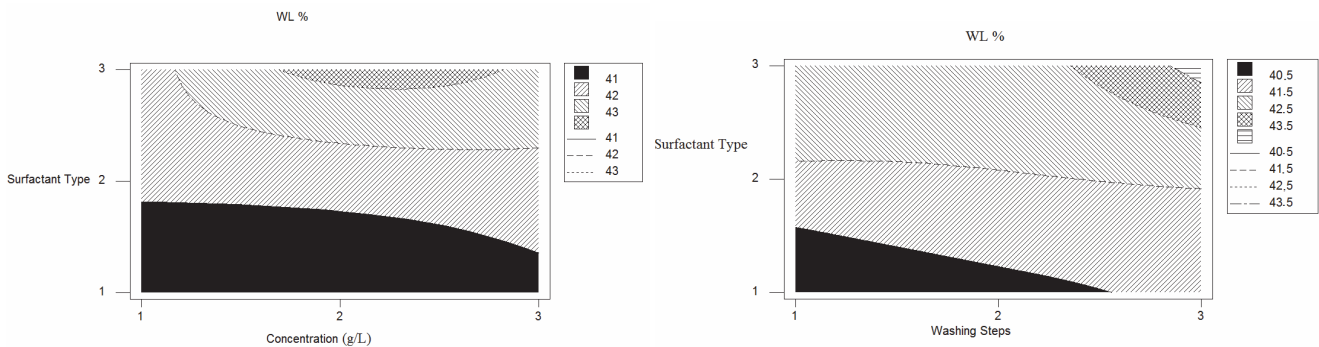 WL %
3
Surfactant Type 2
1
1 2 3
Concentration (g/L)
41
42
43
41
42
43
WL %
3
Surfactant Type
2
1
1 2 3
Washing Steps
40.5
41.5
42.5
43.5
40-5
41.5
42,5
43.5